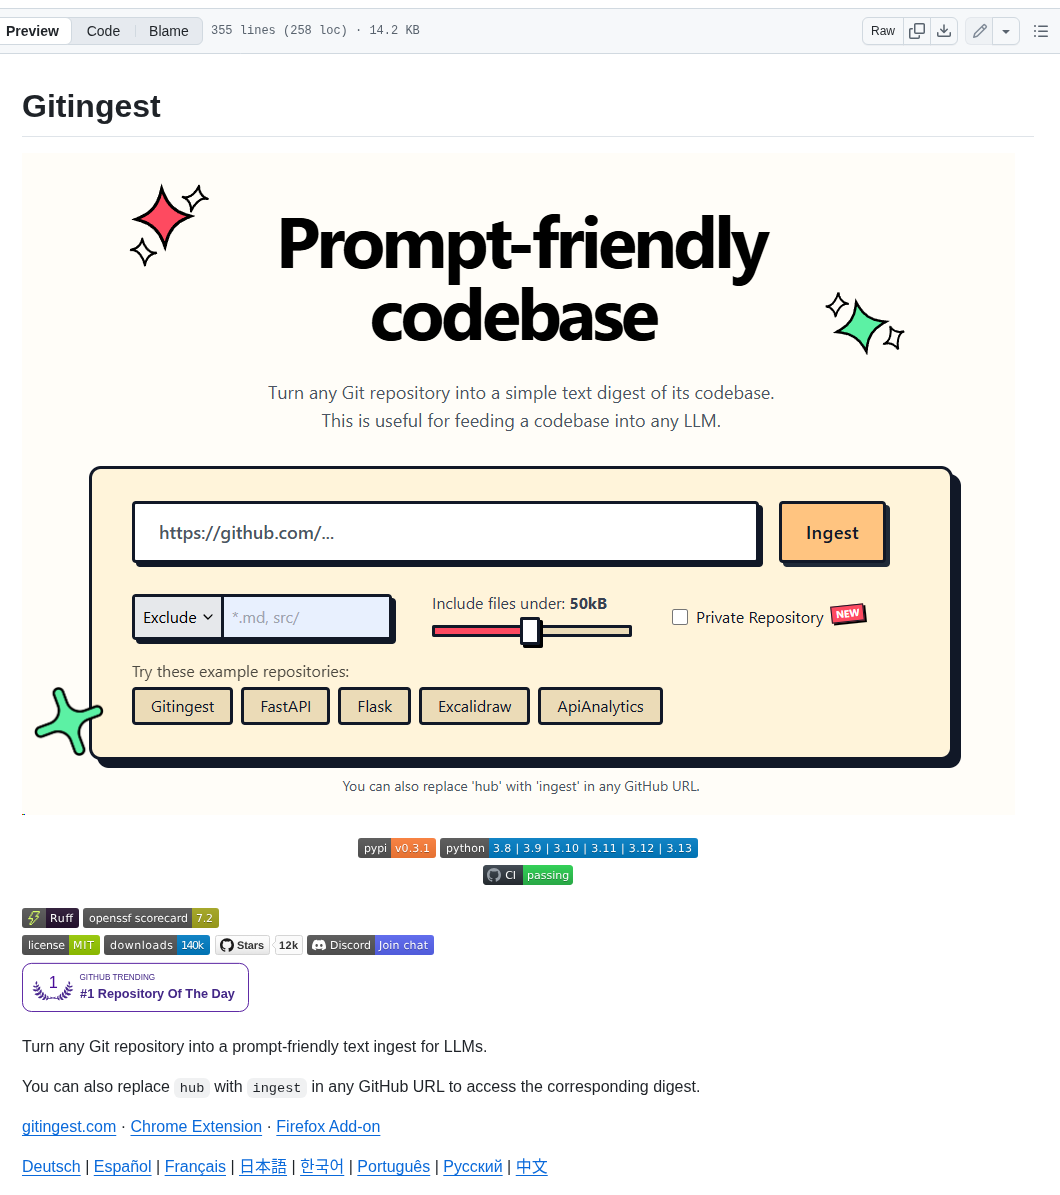 Preview Code Blame 355 lines (258 loc) · 14.2 KB Raw
Gitingest
Prompt-friendly
codebase
Turn any Git repository into a simple text digest of its codebase.
This is useful for feeding a codebase into any LLM.
https://github.com/... Ingest
Include files under: 50kB
Exclude *.md, src/ Private Repository NEW
Try these example repositories:
Gitingest FastAPI Flask Excalidraw ApiAnalytics
You can also replace 'hub' with 'ingest' in any GitHub URL.
pypi v0.3.1 python 3.8 | 3.9 | 3.10 | 3.11 | 3.12 | 3.13
CI passing
Ruff openssf scorecard 7.2
license MIT downloads 140k Stars 12k Discord Join chat
1 GITHUB TRENDING
#1 Repository Of The Day
Turn any Git repository into a prompt-friendly text ingest for LLMs.
You can also replace hub with ingest in any GitHub URL to access the corresponding digest.
gitingest.com · Chrome Extension · Firefox Add-on
Deutsch | Español | Français | 日本語 | 한국어 | Português | Русский | 中文